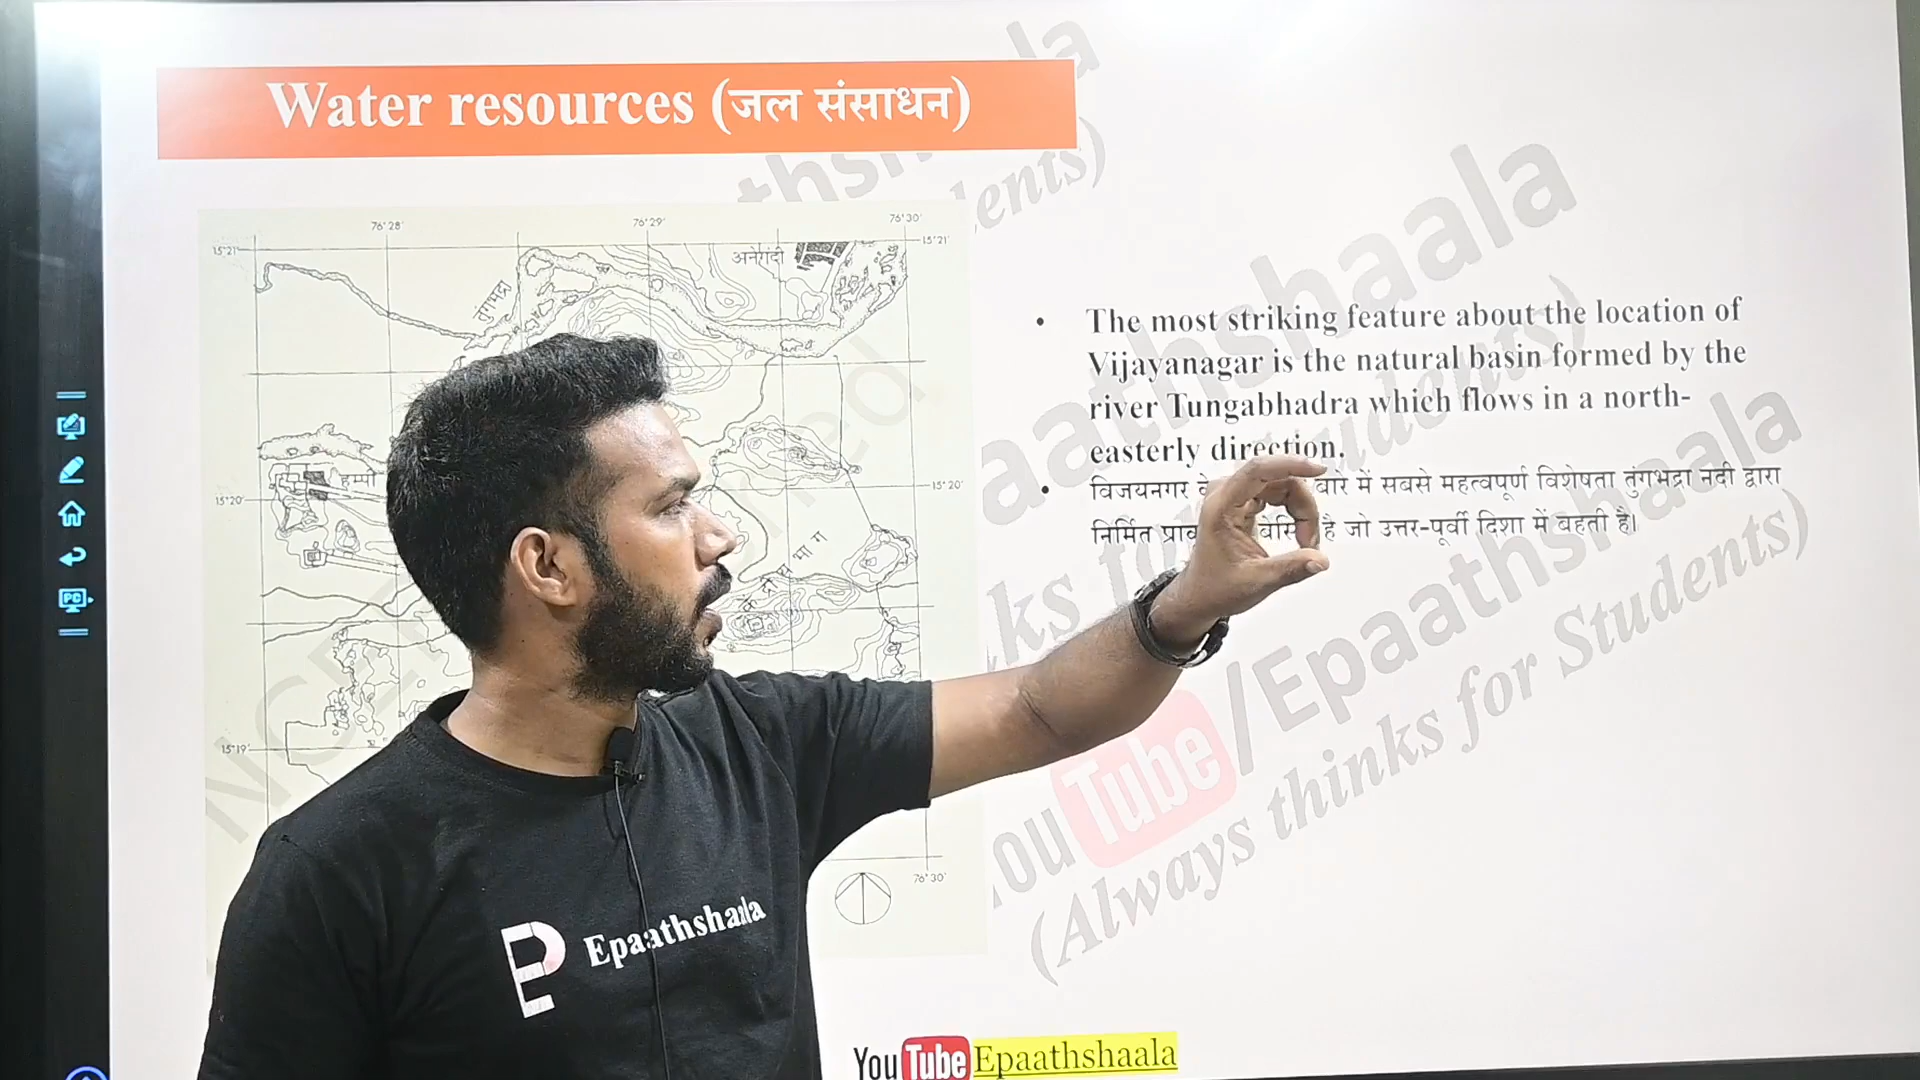 Water resources (जल संसाधन)
76°28'
76°29'
76°30'
15°21'
15°21'
अनेगंदी
तुंगभद्रा
हम्पी
15°20'
15°20'
15°19'
76°30'
The most striking feature about the location of
Vijayanagar is the natural basin formed by the
river Tungabhadra which flows in a north-
easterly direction.
विजयनगर बारे में सबसे महत्वपूर्ण विशेषता तुंगभद्रा नदी द्वारा
निर्मित है जो उत्तर-पूर्वी दिशा में बहती है।
YouTube/Epaathshaala
(Always thinks for Students)
Epaathshaala
YouTube Epaathshaala
PC